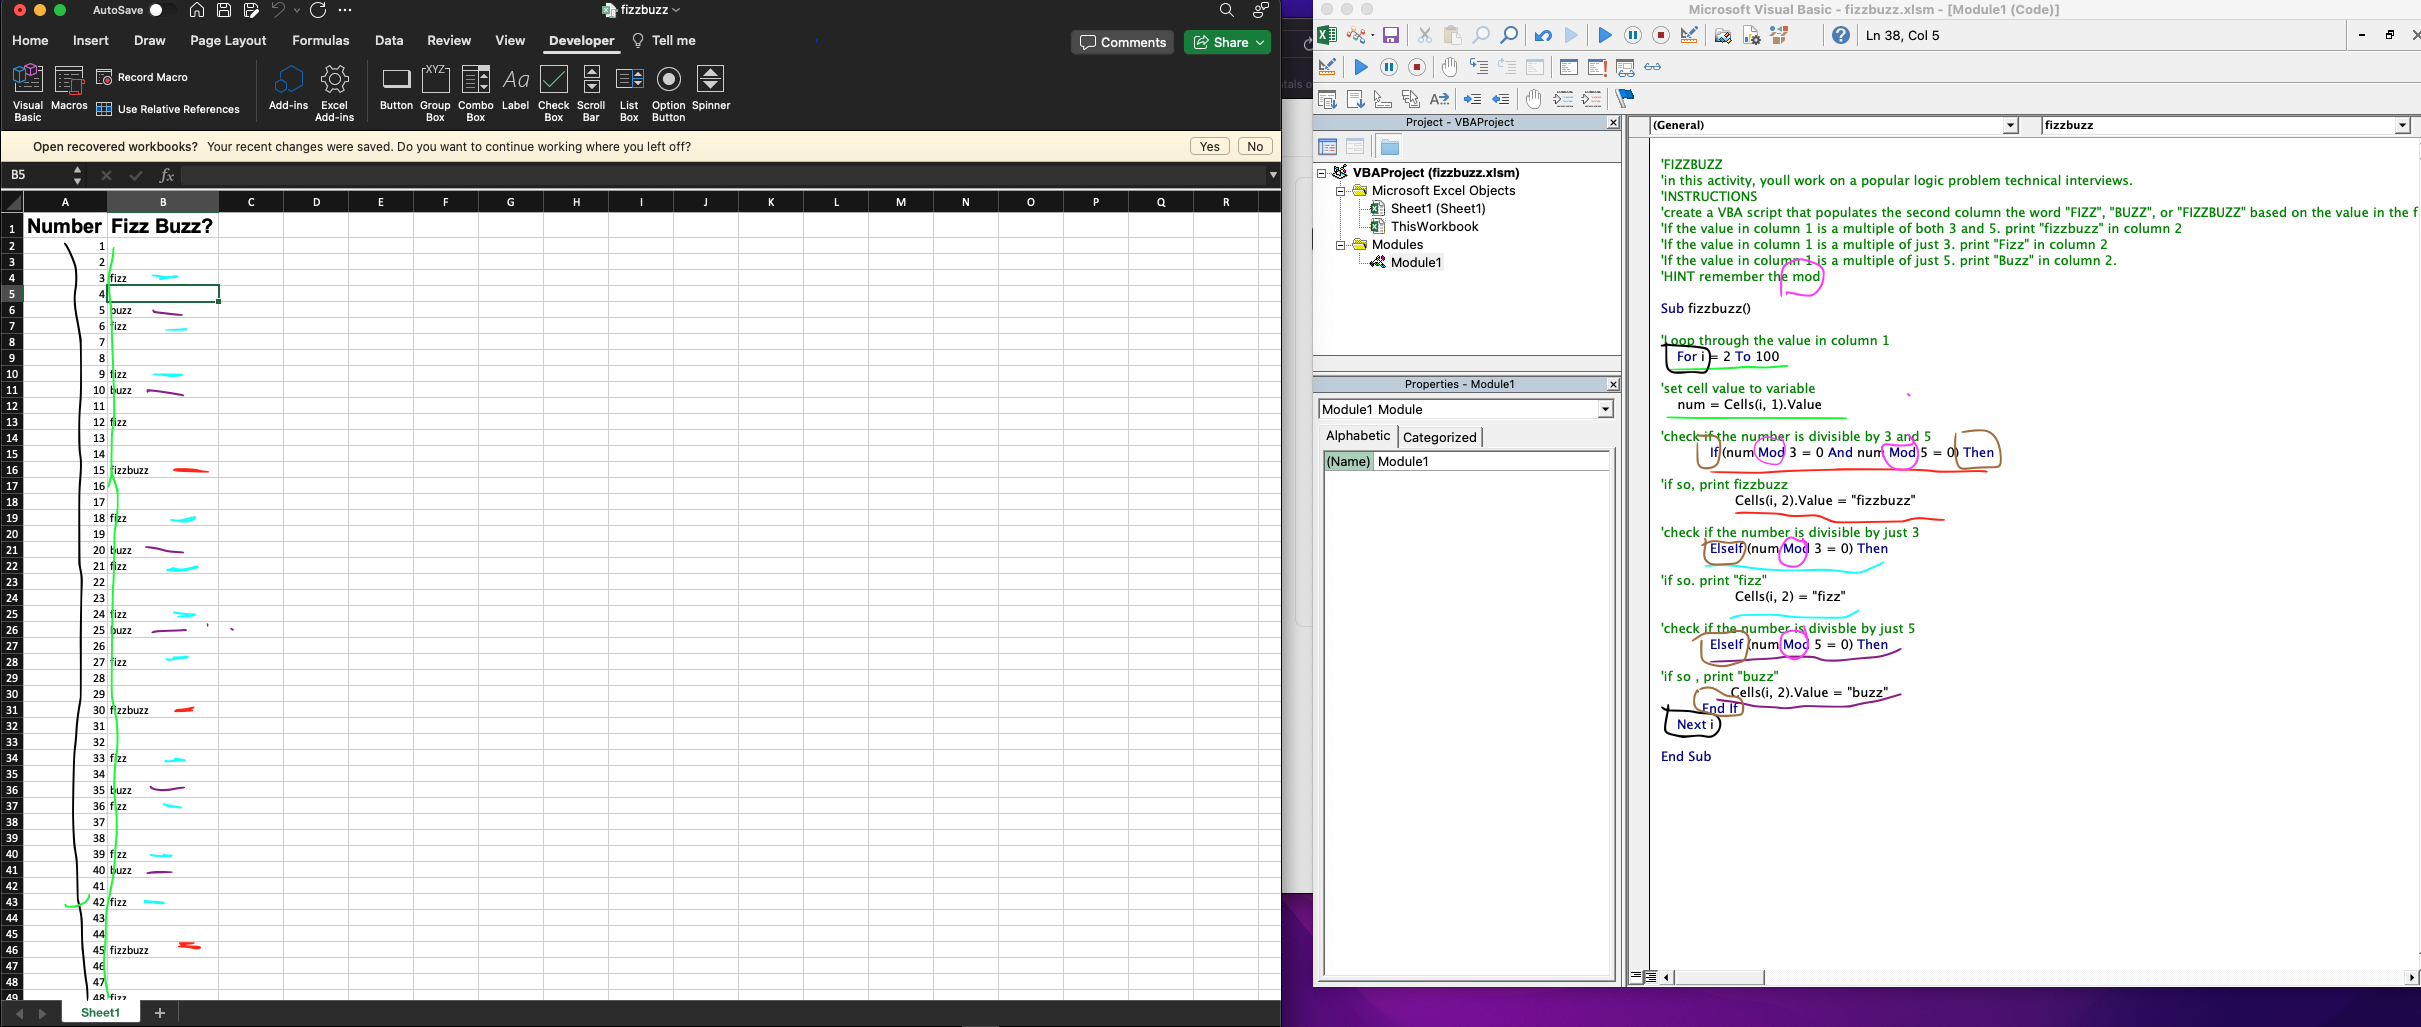 AutoSave
fizzbuzz
Home Insert Draw Page Layout Formulas Data Review View Developer Tell me
Comments Share
Visual Basic
Macros
Record Macro
Use Relative References
Add-ins
Excel Add-ins
Button
Group Box
Combo Box
Label
Check Box
Scroll Bar
List Box
Option Button
Spinner
XYZ
Aa
Open recovered workbooks? Your recent changes were saved. Do you want to continue working where you left off? Yes No
B5 fx
A B C D E F G H I J K L M N O P Q R
1 Number Fizz Buzz?
2 1
3 2
4 3 fizz
5 4
6 5 buzz
7 6 fizz
8 7
9 8
10 9 fizz
11 10 buzz
12 11
13 12 fizz
14 13
15 14
16 15 fizzbuzz
17 16
18 17
19 18 fizz
20 19
21 20 buzz
22 21 fizz
23 22
24 23
25 24 fizz
26 25 buzz
27 26
28 27 fizz
29 28
30 29
31 30 fizzbuzz
32 31
33 32
34 33 fizz
35 34
36 35 buzz
37 36 fizz
38 37
39 38
40 39 fizz
41 40 buzz
42 41
43 42 fizz
44 43
45 44
46 45 fizzbuzz
47 46
48 47
49 48 fizz
Sheet1
Microsoft Visual Basic - fizzbuzz.xlsm - [Module1 (Code)]
Ln 38, Col 5
Project - VBAProject
VBAProject (fizzbuzz.xlsm)
Microsoft Excel Objects
Sheet1 (Sheet1)
ThisWorkbook
Modules
Module1
Properties - Module1
Module1 Module
Alphabetic Categorized
(Name) Module1
(General) fizzbuzz
'FIZZBUZZ
'in this activity, youll work on a popular logic problem technical interviews.
'INSTRUCTIONS
'create a VBA script that populates the second column the word "FIZZ", "BUZZ", or "FIZZBUZZ" based on the value in the f
'If the value in column 1 is a multiple of both 3 and 5. print "fizzbuzz" in column 2
'If the value in column 1 is a multiple of just 3. print "Fizz" in column 2
'If the value in column 1 is a multiple of just 5. print "Buzz" in column 2.
'HINT remember the mod
Sub fizzbuzz()
'Loop through the value in column 1
For i = 2 To 100
'set cell value to variable
num = Cells(i, 1).Value
'check if the number is divisible by 3 and 5
If (num Mod 3 = 0 And num Mod 5 = 0) Then
'if so, print fizzbuzz
Cells(i, 2).Value = "fizzbuzz"
'check if the number is divisible by just 3
ElseIf (num Mod 3 = 0) Then
'if so. print "fizz"
Cells(i, 2) = "fizz"
'check if the number is divisble by just 5
ElseIf (num Mod 5 = 0) Then
'if so , print "buzz"
Cells(i, 2).Value = "buzz"
End If
Next i
End Sub